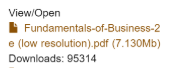 View/Open
Fundamentals-of-Business-2
e (low resolution).pdf (7.130Mb)
Downloads: 95314